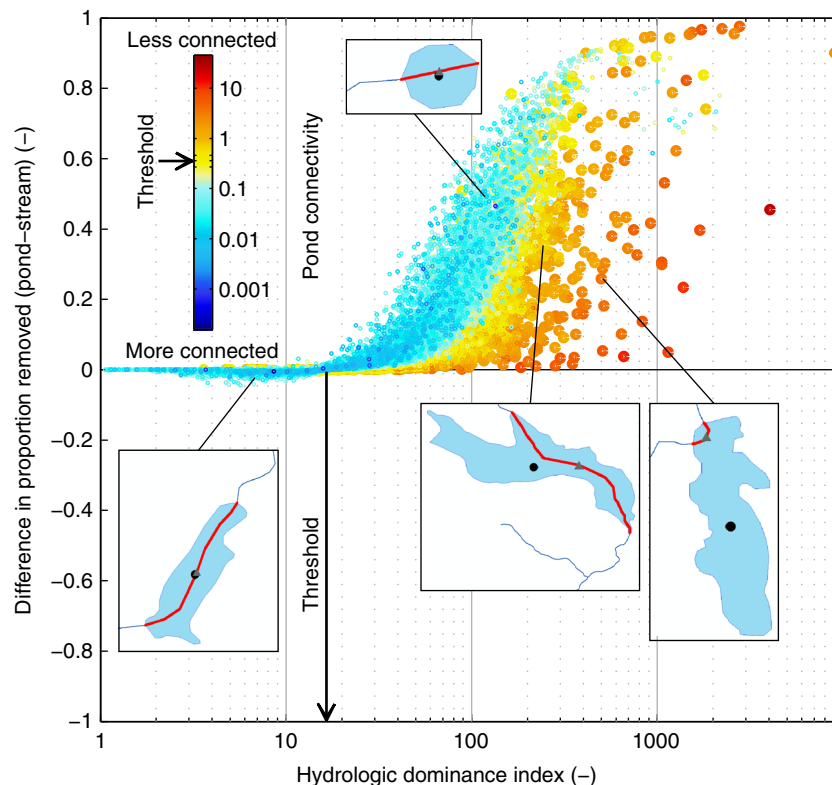 Less connected
10
1
0.1
0.01
0.001
Threshold
Pond connectivity
More connected
Threshold
Difference in proportion removed (pond–stream) (–)
1
0.8
0.6
0.4
0.2
0
−0.2
−0.4
−0.6
−0.8
−1
1
10
100
1000
Hydrologic dominance index (–)